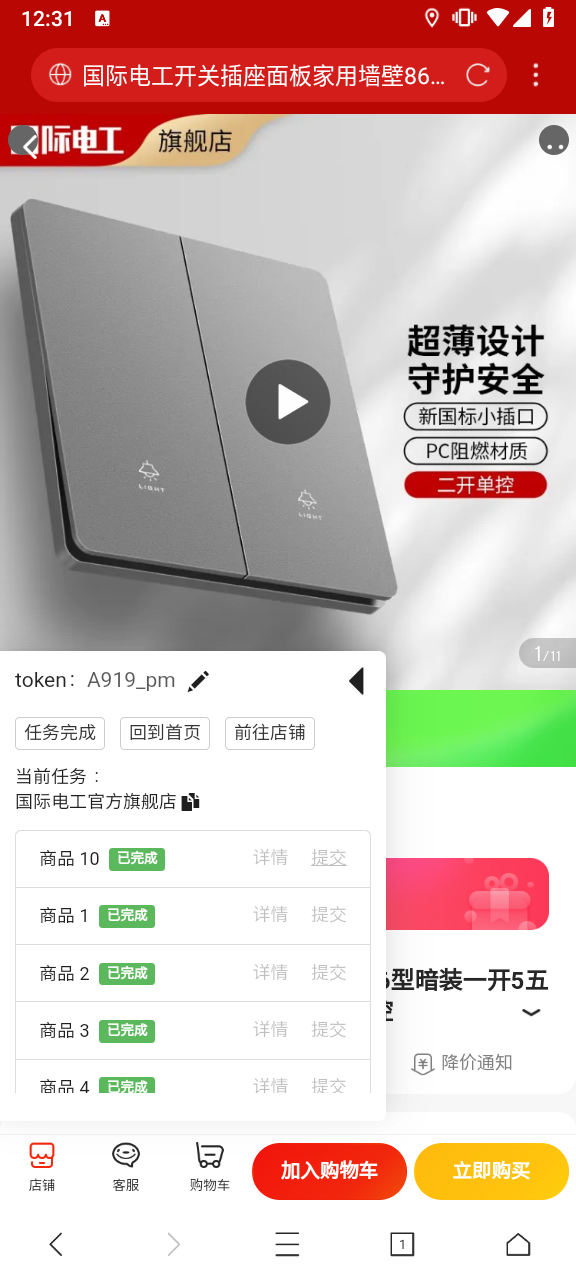 12:31
A
国际电工开关插座面板家用墙壁86...
国际电工 旗舰店
超薄设计
守护安全
新国标小插口
PC阻燃材质
二开单控
LIGHT
LIGHT
1/11
token： A919_pm
任务完成 回到首页 前往店铺
当前任务：
国际电工官方旗舰店
商品 10 已完成 详情 提交
商品 1 已完成 详情 提交
商品 2 已完成 详情 提交
6型暗装一开5五
商品 3 已完成 详情 提交
控
降价通知
商品 4 已完成 详情 提交
店铺 客服 购物车 加入购物车 立即购买
1